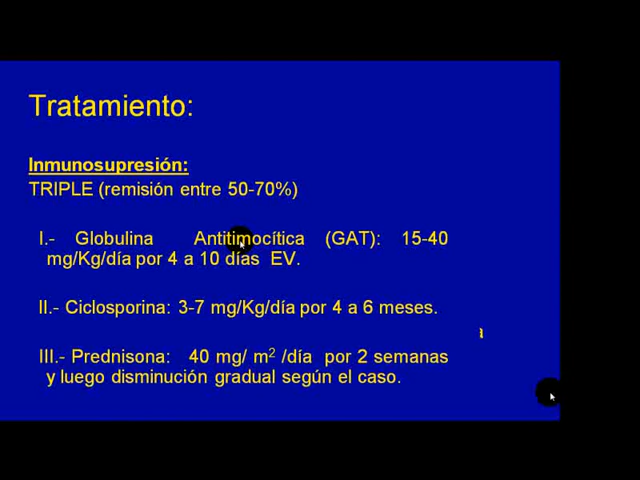 Tratamiento:
Inmunosupresión:
TRIPLE (remisión entre 50-70%)
I.- Globulina Antitimocítica (GAT): 15-40
mg/Kg/día por 4 a 10 días EV.
II.- Ciclosporina: 3-7 mg/Kg/día por 4 a 6 meses.
a
III.- Prednisona: 40 mg/ m² /día por 2 semanas
y luego disminución gradual según el caso.